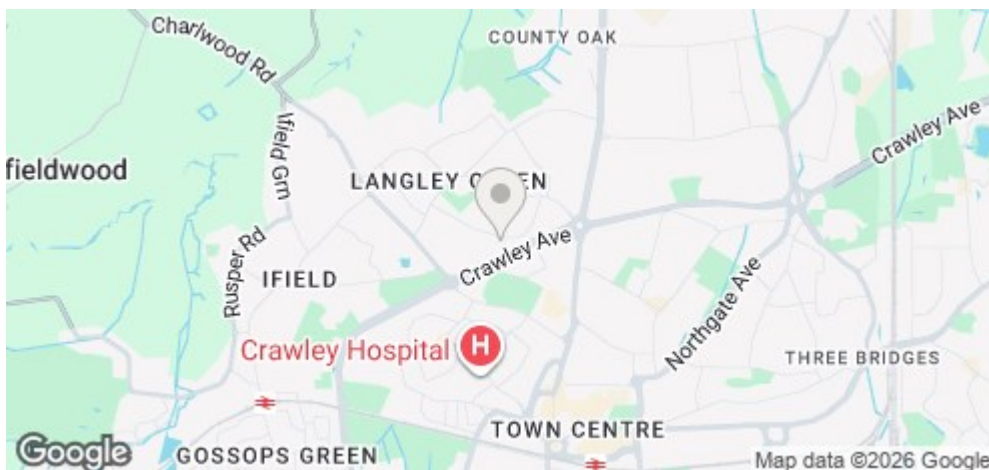 Charlwood Rd
COUNTY OAK
Ifield Grn
Crawley Ave
fieldwood
LANGLEY G EN
Rusper Rd
Crawley Ave
IFIELD
Northgate Ave
Crawley Hospital
H
THREE BRIDGES
TOWN CENTRE
GOSSOPS GREEN
Google
Map data ©2026 Google